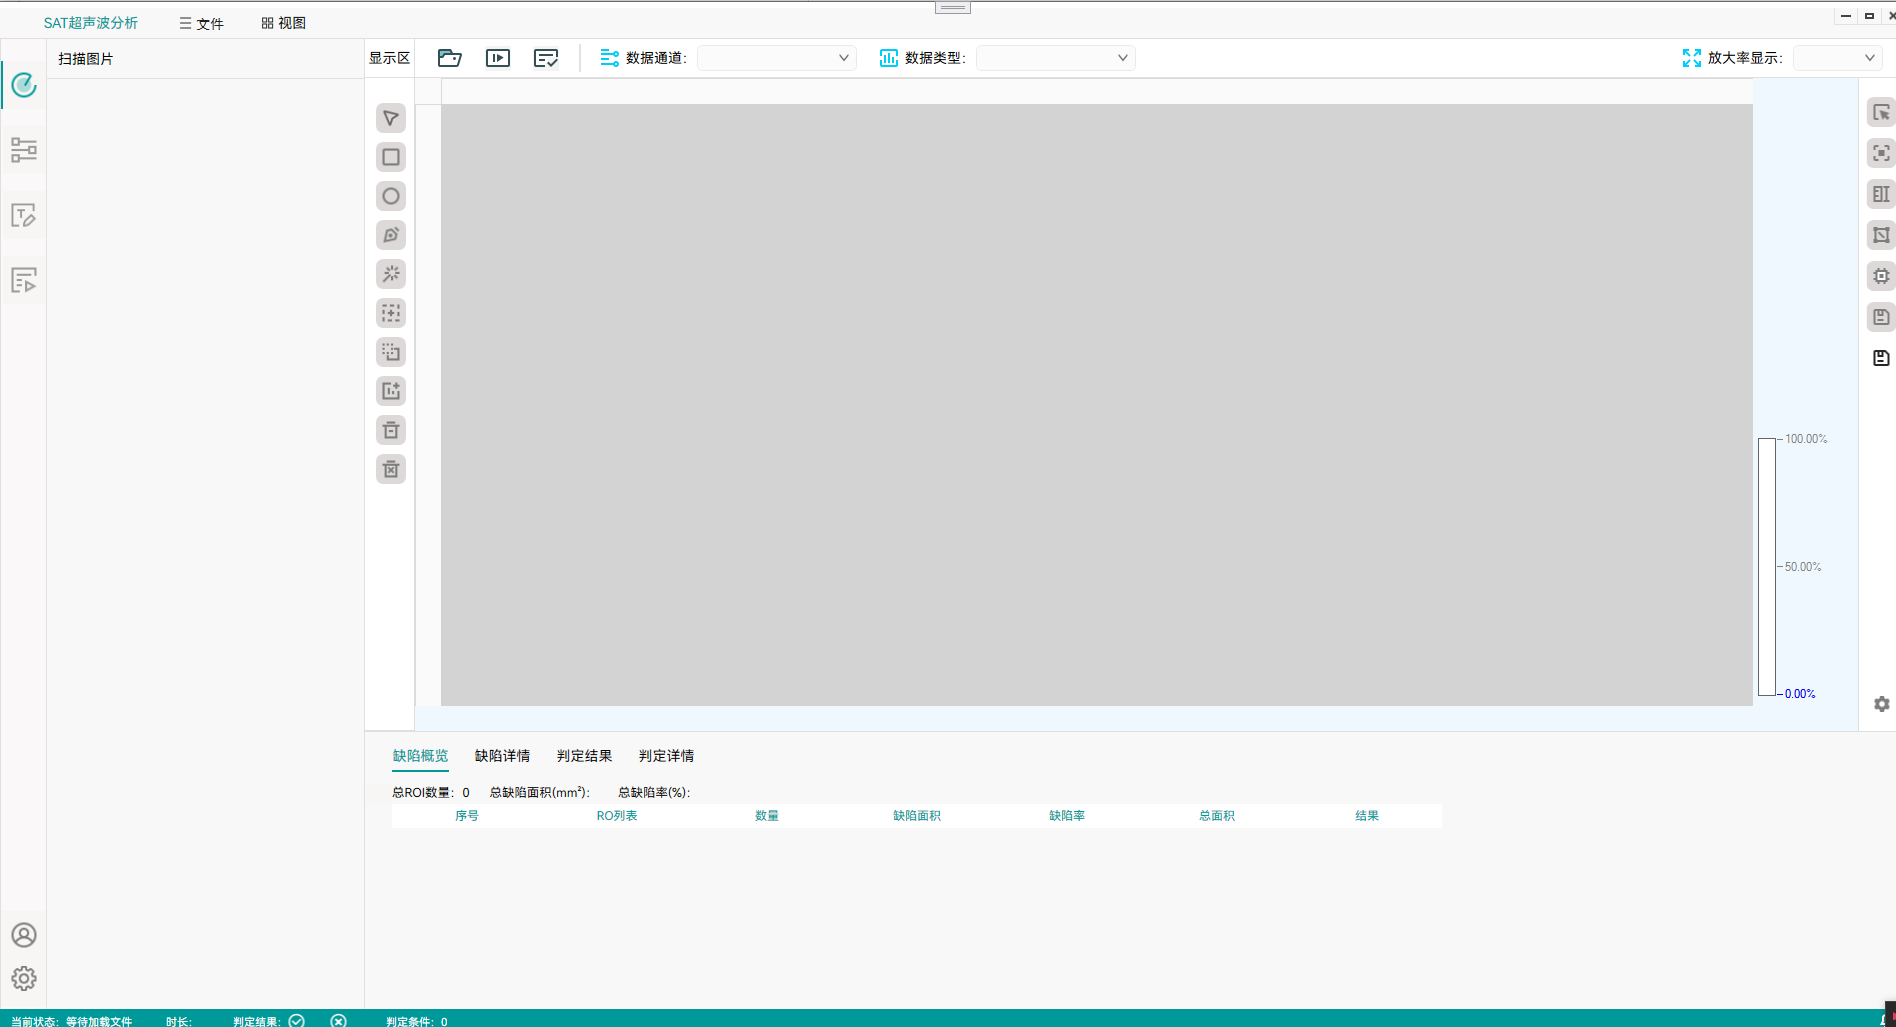 SAT超声波分析 文件 视图
扫描图片
显示区 数据通道： 数据类型： 放大率显示：
100.00%
50.00%
0.00%
缺陷概览 缺陷详情 判定结果 判定详情
总ROI数量：0 总缺陷面积(mm²)： 总缺陷率(%)：
序号 RO列表 数量 缺陷面积 缺陷率 总面积 结果
当前状态：等待加载文件 时长： 判定结果： 判定条件：0